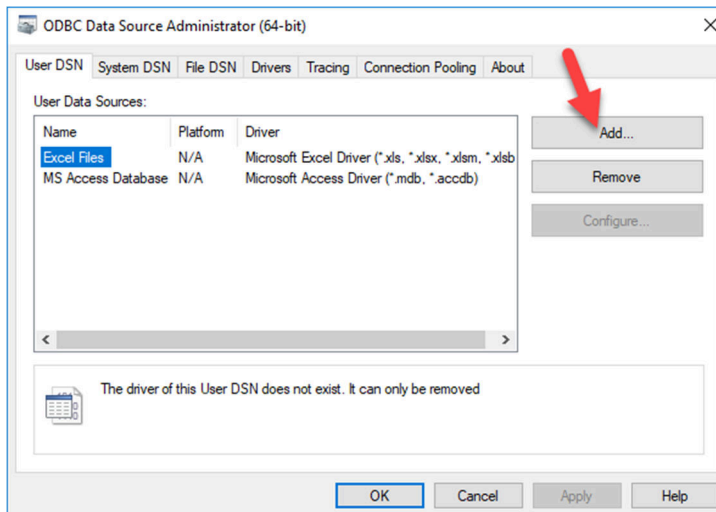 ODBC Data Source Administrator (64-bit)
User DSN System DSN File DSN Drivers Tracing Connection Pooling About
User Data Sources:
Name Platform Driver
Excel Files N/A Microsoft Excel Driver (*.xls, *.xlsx, *.xlsm, *.xlsb
MS Access Database N/A Microsoft Access Driver (*.mdb, *.accdb)
Add...
Remove
Configure...
The driver of this User DSN does not exist. It can only be removed
OK Cancel Apply Help